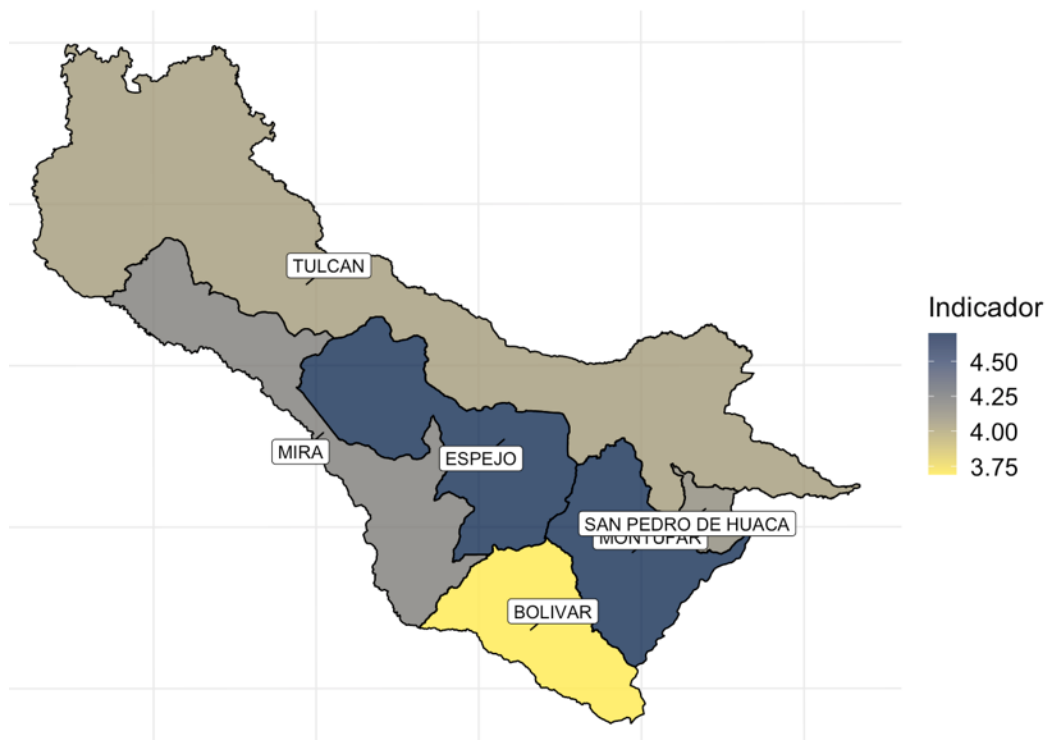 TULCAN
Indicador
4.50
4.25
4.00
3.75
MIRA
ESPEJO
SAN PEDRO DE HUACA
MONTUFAR
BOLIVAR